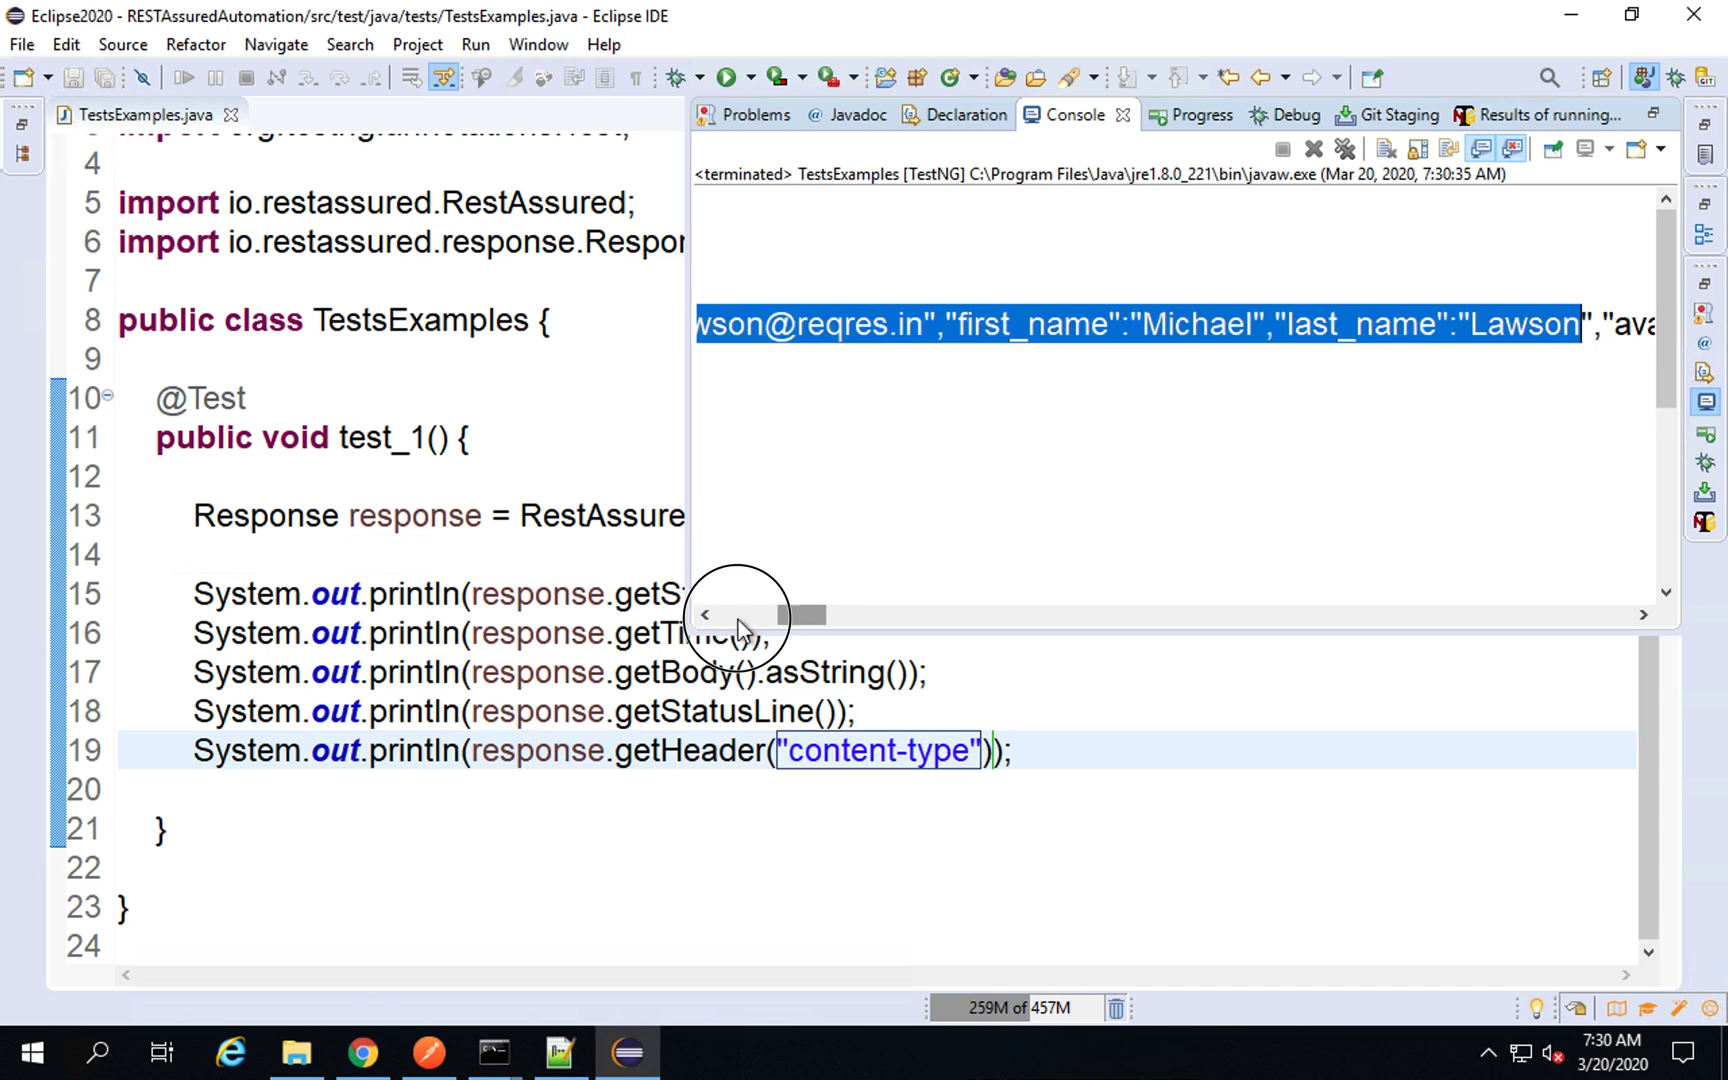 Eclipse2020 - RESTAssuredAutomation/src/test/java/tests/TestsExamples.java - Eclipse IDE
File Edit Source Refactor Navigate Search Project Run Window Help
TestsExamples.java
Problems @ Javadoc Declaration Console Progress Debug Git Staging Results of running...
<terminated> TestsExamples [TestNG] C:\Program Files\Java\jre1.8.0_221\bin\javaw.exe (Mar 20, 2020, 7:30:35 AM)
wson@reqres.in","first_name":"Michael","last_name":"Lawson","ava
4
5 import io.restassured.RestAssured;
6 import io.restassured.response.Respor
7
8 public class TestsExamples {
9
10 @Test
11 public void test_1() {
12
13 Response response = RestAssure
14
15 System.out.println(response.getS
16 System.out.println(response.getTime());
17 System.out.println(response.getBody().asString());
18 System.out.println(response.getStatusLine());
19 System.out.println(response.getHeader("content-type"));
20
21 }
22
23 }
24
259M of 457M
7:30 AM
3/20/2020